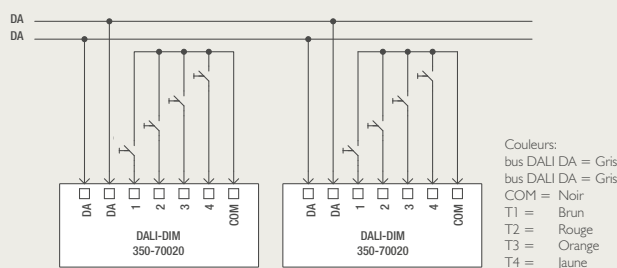 DA
DA
DA DA 1 2 3 4 COM
DALI-DIM
350-70020
DA DA 1 2 3 4 COM
DALI-DIM
350-70020
Couleurs:
bus DALI DA = Gris
bus DALI DA = Gris
COM = Noir
T1 = Brun
T2 = Rouge
T3 = Orange
T4 = Jaune